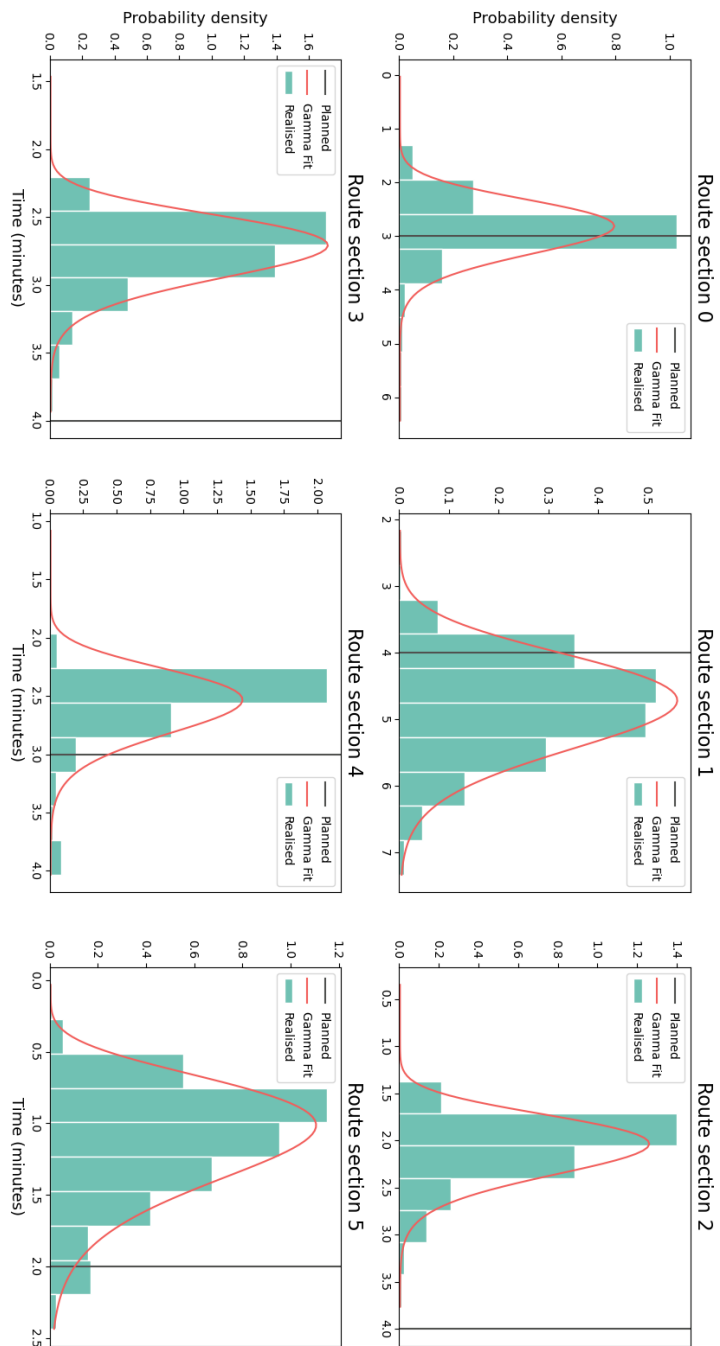 Route section 0
Probability density
1.0
0.8
0.6
0.4
0.2
0.0
0 1 2 3 4 5 6
Planned
Gamma Fit
Realised
Route section 1
0.5
0.4
0.3
0.2
0.1
0.0
2 3 4 5 6 7
Planned
Gamma Fit
Realised
Route section 2
1.4
1.2
1.0
0.8
0.6
0.4
0.2
0.0
0.5 1.0 1.5 2.0 2.5 3.0 3.5 4.0
Planned
Gamma Fit
Realised
Route section 3
Probability density
1.6
1.4
1.2
1.0
0.8
0.6
0.4
0.2
0.0
1.5 2.0 2.5 3.0 3.5 4.0
Time (minutes)
Planned
Gamma Fit
Realised
Route section 4
2.00
1.75
1.50
1.25
1.00
0.75
0.50
0.25
0.00
1.0 1.5 2.0 2.5 3.0 3.5 4.0
Time (minutes)
Planned
Gamma Fit
Realised
Route section 5
1.2
1.0
0.8
0.6
0.4
0.2
0.0
0.0 0.5 1.0 1.5 2.0 2.5
Time (minutes)
Planned
Gamma Fit
Realised